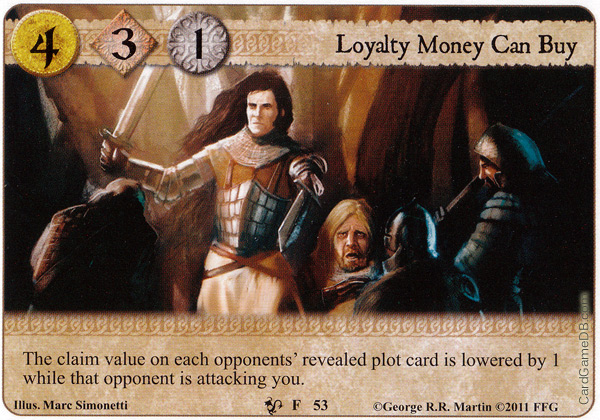 4 3 1 Loyalty Money Can Buy
The claim value on each opponents' revealed plot card is lowered by 1
while that opponent is attacking you.
Illus. Marc Simonetti F 53 ©George R.R. Martin ©2011 FFG
CardGameDB.com